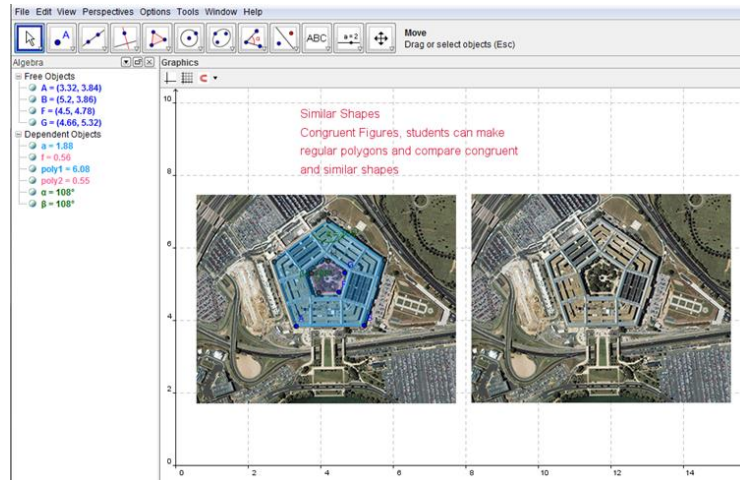 File Edit View Perspectives Options Tools Window Help
A
ABC
a = 2
Move
Drag or select objects (Esc)
Algebra
Graphics
Free Objects
A = (3.32, 3.84)
B = (5.2, 3.86)
F = (4.5, 4.78)
G = (4.66, 5.32)
Dependent Objects
a = 1.88
f = 0.56
poly1 = 6.08
poly2 = 0.55
α = 108°
β = 108°
Similar Shapes
Congruent Figures, students can make
regular polygons and compare congruent
and similar shapes
10
8
6
4
2
0
0 2 4 6 8 10 12 14